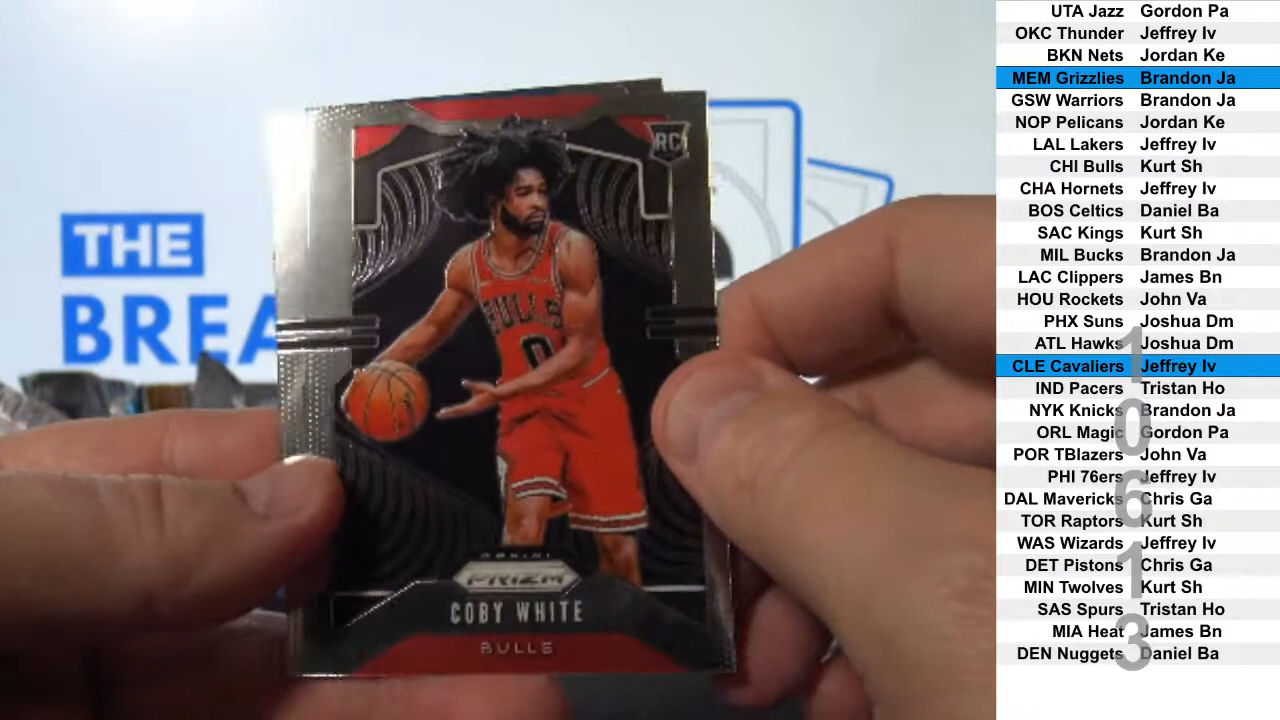 THE
BREA
RC
BULLS
0
PANINI
PRIZM
COBY WHITE
BULLS
UTA Jazz Gordon Pa
OKC Thunder Jeffrey Iv
BKN Nets Jordan Ke
MEM Grizzlies Brandon Ja
GSW Warriors Brandon Ja
NOP Pelicans Jordan Ke
LAL Lakers Jeffrey Iv
CHI Bulls Kurt Sh
CHA Hornets Jeffrey Iv
BOS Celtics Daniel Ba
SAC Kings Kurt Sh
MIL Bucks Brandon Ja
LAC Clippers James Bn
HOU Rockets John Va
PHX Suns Joshua Dm
ATL Hawks Joshua Dm
CLE Cavaliers Jeffrey Iv
IND Pacers Tristan Ho
NYK Knicks Brandon Ja
ORL Magic Gordon Pa
POR TBlazers John Va
PHI 76ers Jeffrey Iv
DAL Mavericks Chris Ga
TOR Raptors Kurt Sh
WAS Wizards Jeffrey Iv
DET Pistons Chris Ga
MIN Twolves Kurt Sh
SAS Spurs Tristan Ho
MIA Heat James Bn
DEN Nuggets Daniel Ba
10613